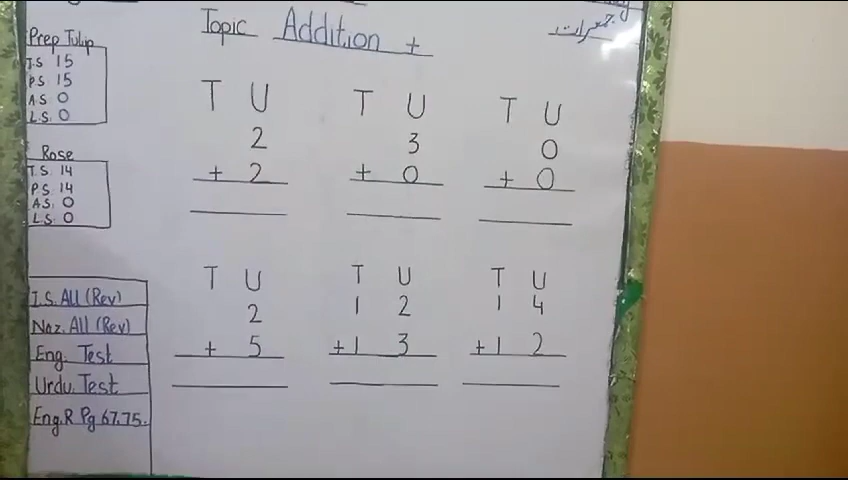 Topic Addition +
جمعرات
Prep Tulip
T.S 15
P.S 15
A.S 0
L.S. 0
Rose
T.S. 14
P.S. 14
A.S. 0
L.S. 0
I.S. All (Rev)
Naz. All (Rev)
Eng. Test
Urdu. Test
Eng.R Pg 67.75.
T U
2
+ 2
T U
3
+ 0
T U
0
+ 0
T U
2
+ 5
T U
1 2
+1 3
T U
1 4
+1 2